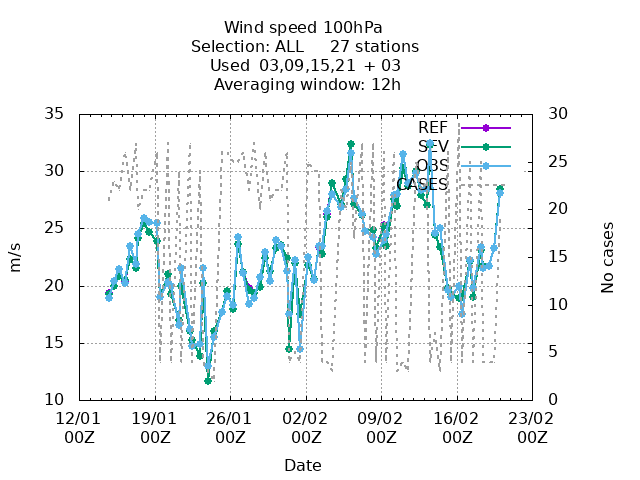 Wind speed 100hPa
Selection: ALL 27 stations
Used 03,09,15,21 + 03
Averaging window: 12h
35
30
25
20
15
10
30
25
20
15
10
5
0
REF
SEV
OBS
CASES
m/s
No cases
12/01 19/01 26/01 02/02 09/02 16/02 23/02
00Z 00Z 00Z 00Z 00Z 00Z 00Z
Date